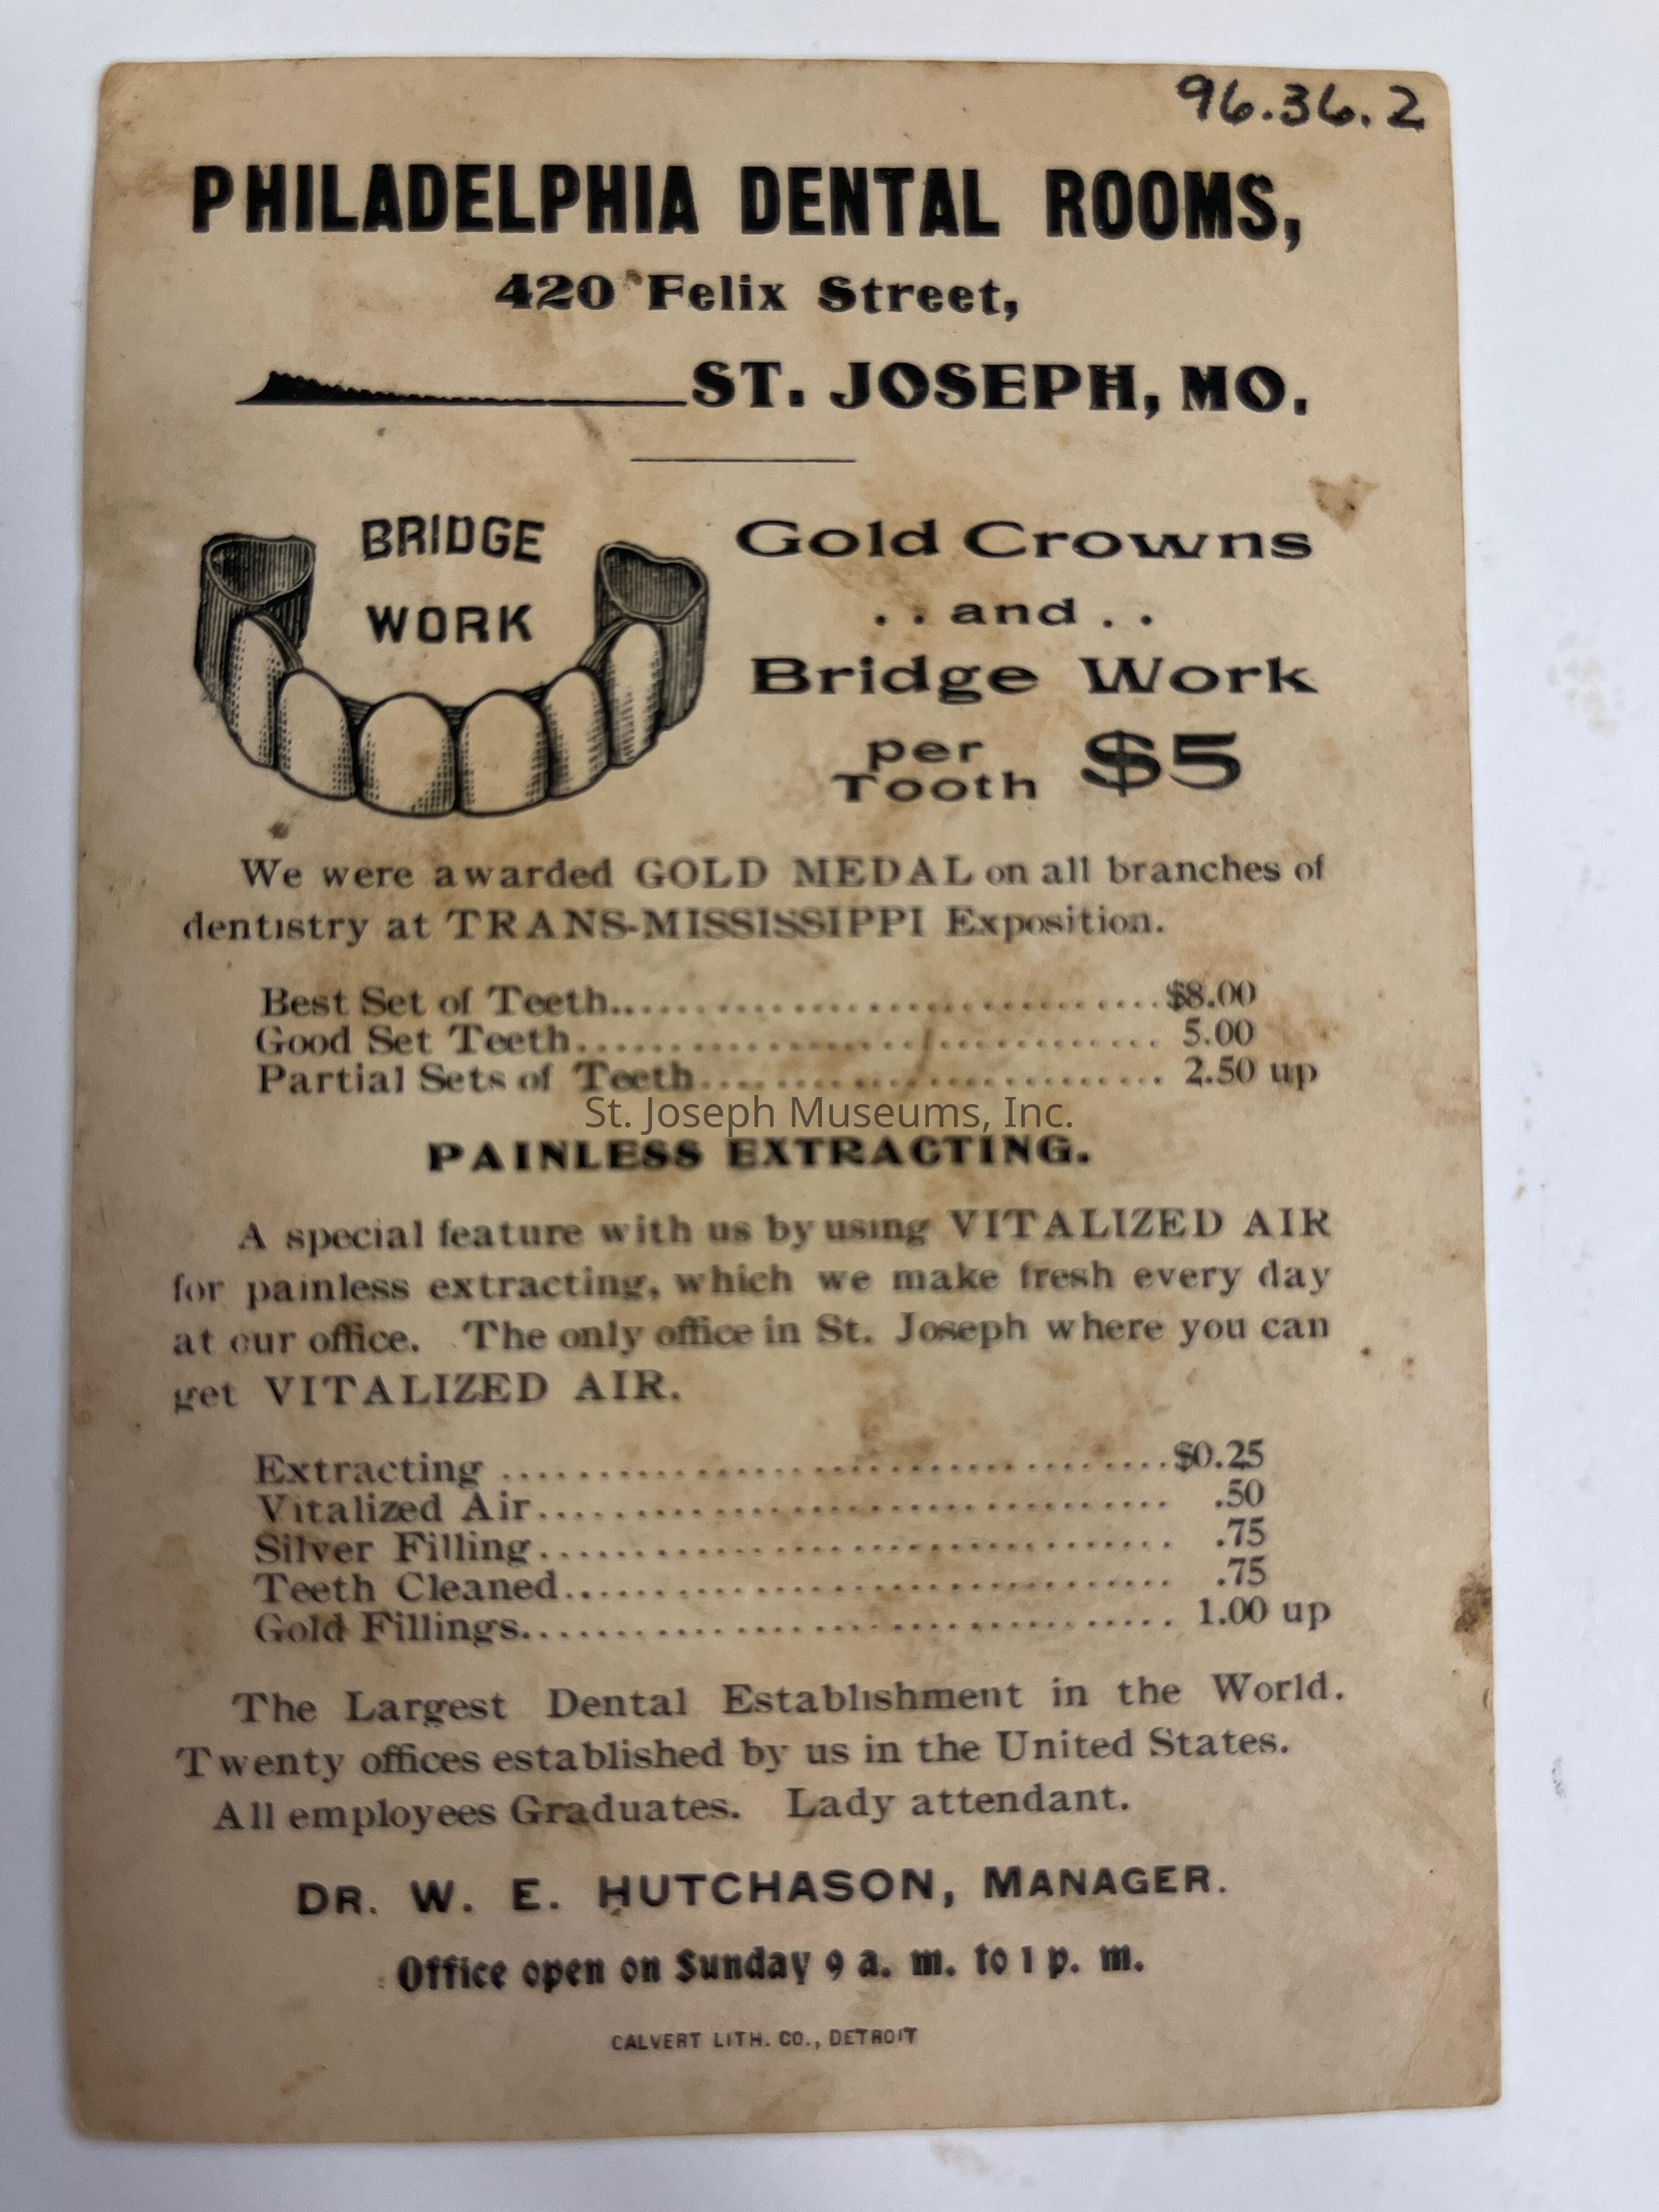 96.36.2
PHILADELPHIA DENTAL ROOMS,
420 Felix Street,
ST. JOSEPH, MO.
BRIDGE
WORK
Gold Crowns
. . and . .
Bridge Work
per
Tooth $5
We were awarded GOLD MEDAL on all branches of
dentistry at TRANS-MISSISSIPPI Exposition.
Best Set of Teeth....................................$8.00
Good Set Teeth.................................... 5.00
Partial Sets of Teeth.............................. 2.50 up
St. Joseph Museums, Inc.
PAINLESS EXTRACTING.
A special feature with us by using VITALIZED AIR
for painless extracting, which we make fresh every day
at our office. The only office in St. Joseph where you can
get VITALIZED AIR.
Extracting ....................................$0.25
Vitalized Air.................................... .50
Silver Filling.................................... .75
Teeth Cleaned.................................... .75
Gold Fillings.................................... 1.00 up
The Largest Dental Establishment in the World.
Twenty offices established by us in the United States.
All employees Graduates. Lady attendant.
DR. W. E. HUTCHASON, MANAGER.
Office open on Sunday 9 a. m. to 1 p. m.
CALVERT LITH. CO., DETROIT